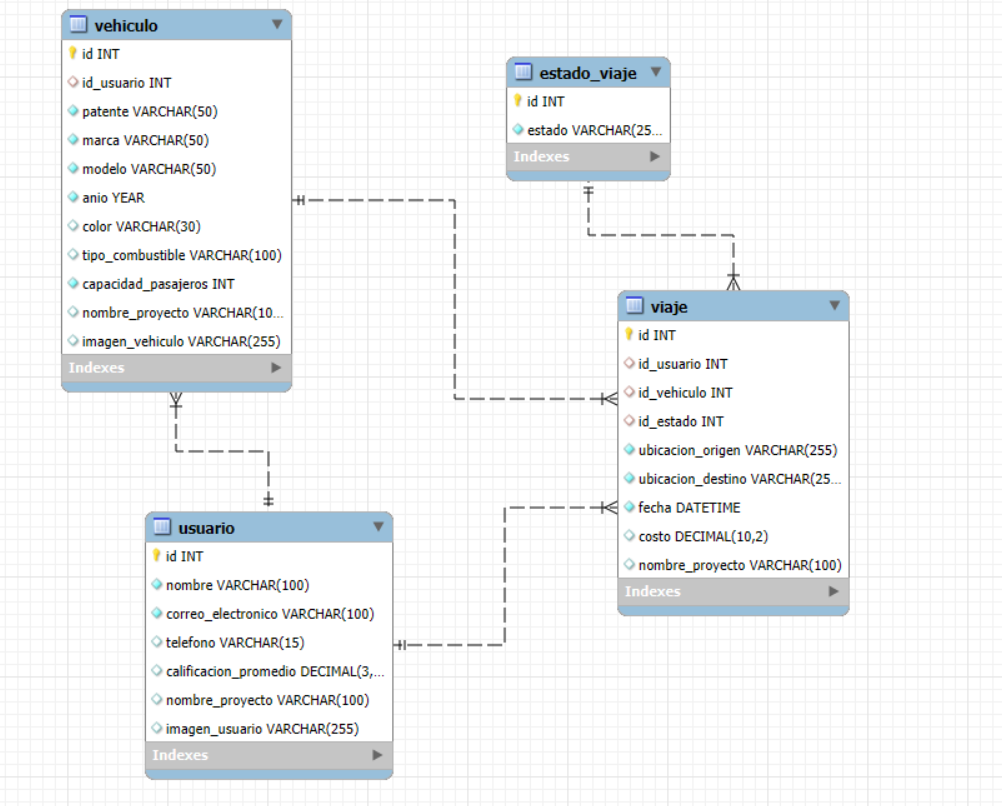 vehiculo
id INT
id_usuario INT
patente VARCHAR(50)
marca VARCHAR(50)
modelo VARCHAR(50)
anio YEAR
color VARCHAR(30)
tipo_combustible VARCHAR(100)
capacidad_pasajeros INT
nombre_proyecto VARCHAR(10...
imagen_vehiculo VARCHAR(255)
Indexes
estado_viaje
id INT
estado VARCHAR(25...
Indexes
viaje
id INT
id_usuario INT
id_vehiculo INT
id_estado INT
ubicacion_origen VARCHAR(255)
ubicacion_destino VARCHAR(25...
fecha DATETIME
costo DECIMAL(10,2)
nombre_proyecto VARCHAR(100)
Indexes
usuario
id INT
nombre VARCHAR(100)
correo_electronico VARCHAR(100)
telefono VARCHAR(15)
calificacion_promedio DECIMAL(3,...
nombre_proyecto VARCHAR(100)
imagen_usuario VARCHAR(255)
Indexes